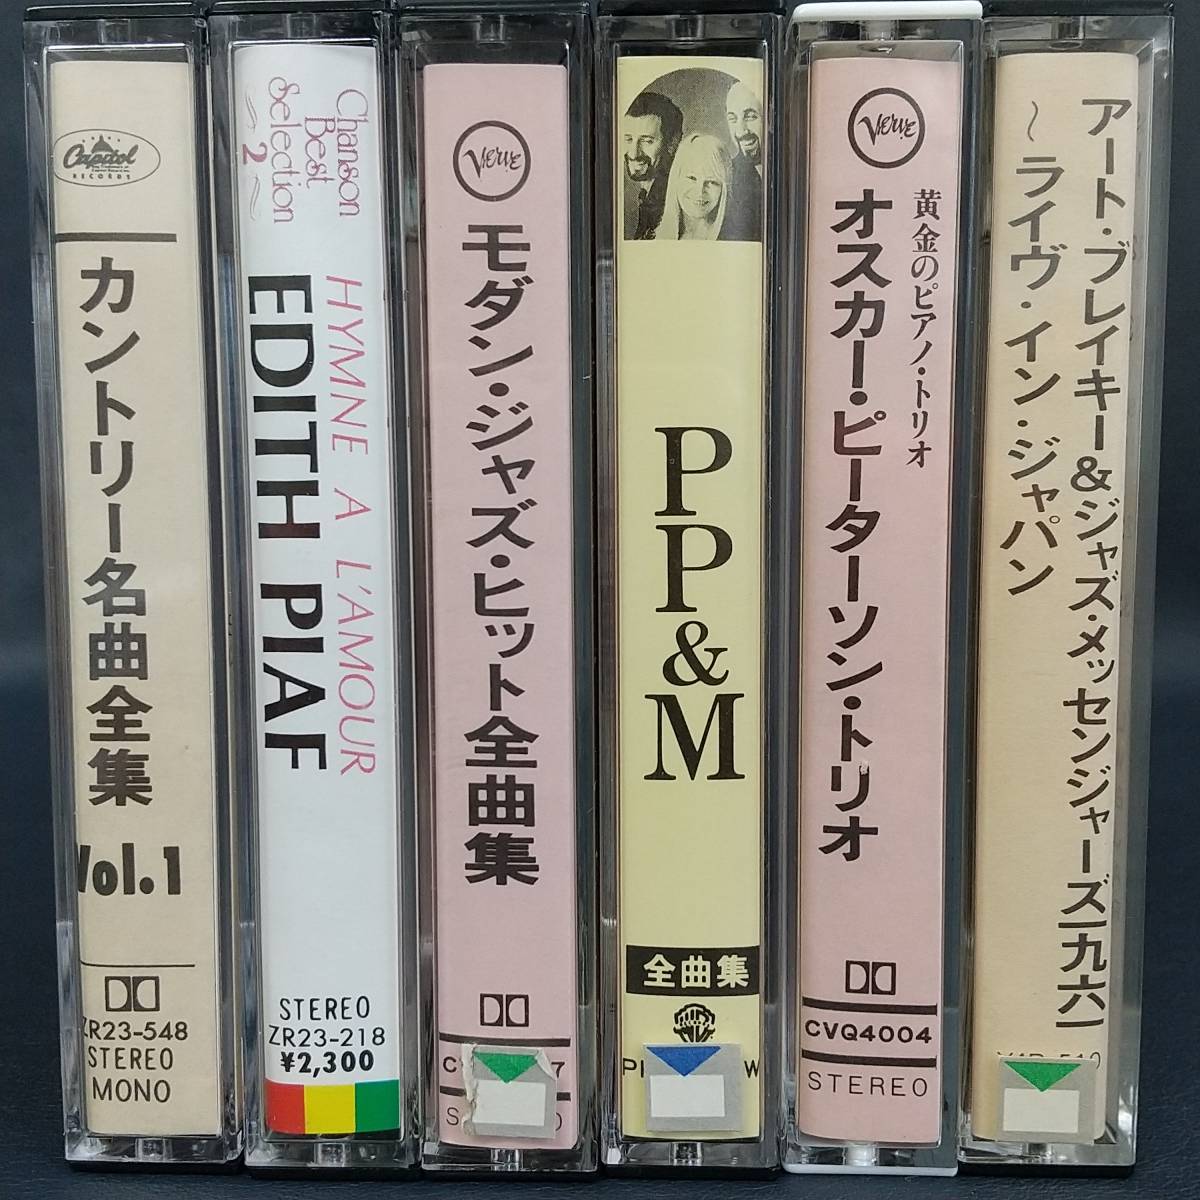 Capitol
RECORDS
カントリー名曲全集
Vol.1
ZR23-548
STEREO
MONO
Chanson
Best
Selection
～2～
HYMNE A L'AMOUR
EDITH PIAF
STEREO
ZR23-218
¥2,300
VERVE
モダン・ジャズ・ヒット全曲集
PP&M
全曲集
VERVE
黄金のピアノ・トリオ
オスカー・ピーターソン・トリオ
CVQ4004
STEREO
アート・ブレイキー&ジャズ・メッセンジャーズ一九六一
～ライヴ・イン・ジャパン